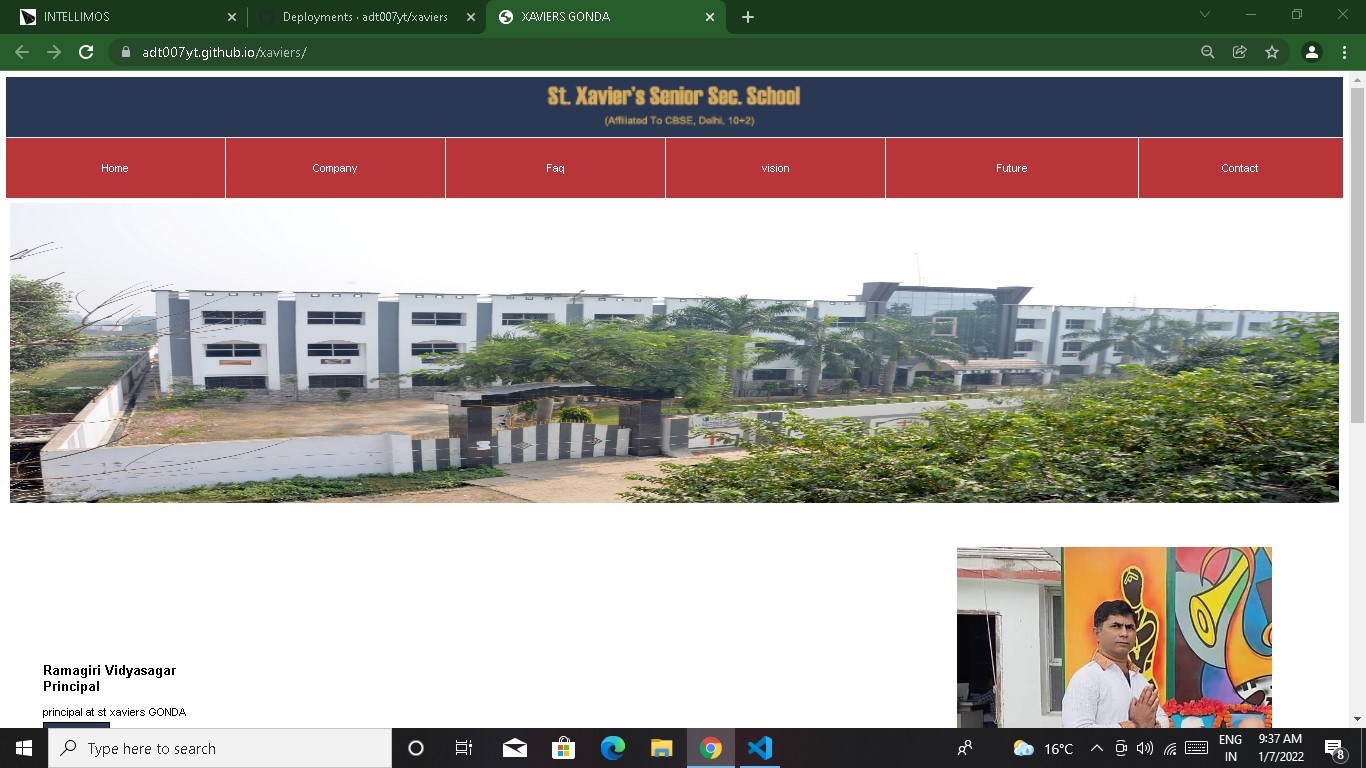 INTELLIMOS
Deployments · adt007yt/xaviers
XAVIERS GONDA
adt007yt.github.io/xaviers/
St. Xavier's Senior Sec. School
(Affiliated To CBSE, Delhi, 10+2)
Home
Company
Faq
vision
Future
Contact
Ramagiri Vidyasagar
Principal
principal at st xaviers GONDA
Type here to search
16°C
ENG
IN
9:37 AM
1/7/2022
8